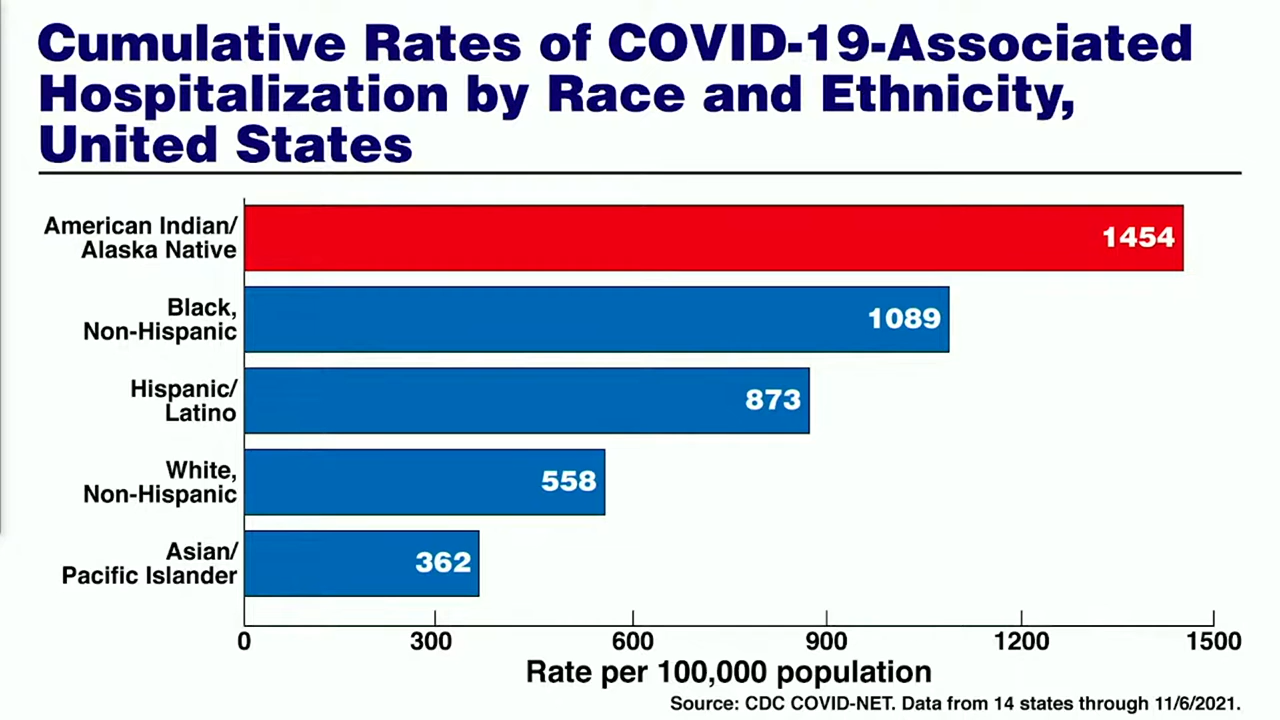 Cumulative Rates of COVID-19-Associated
Hospitalization by Race and Ethnicity,
United States
American Indian/
Alaska Native
1454
Black,
Non-Hispanic
1089
Hispanic/
Latino
873
White,
Non-Hispanic
558
Asian/
Pacific Islander
362
0 300 600 900 1200 1500
Rate per 100,000 population
Source: CDC COVID-NET. Data from 14 states through 11/6/2021.